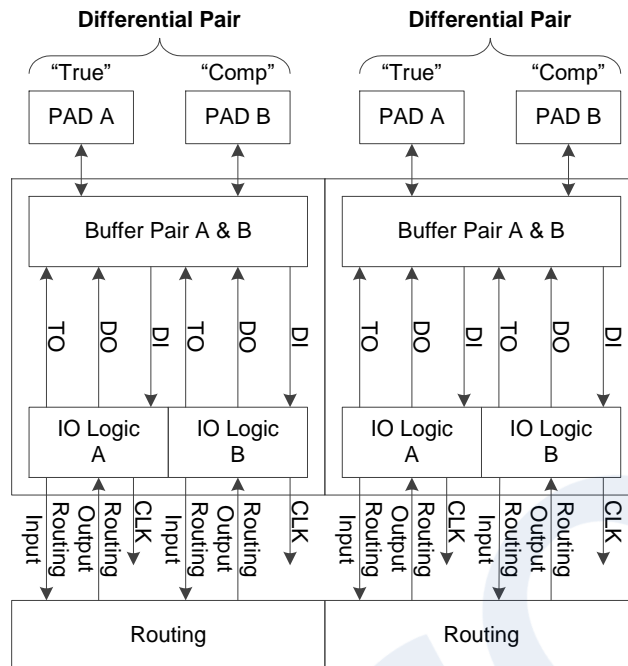 Differential Pair
Differential Pair
"True"
"Comp"
"True"
"Comp"
PAD A
PAD B
PAD A
PAD B
Buffer Pair A & B
Buffer Pair A & B
TO
DO
DI
TO
DO
DI
TO
DO
DI
TO
DO
DI
IO Logic
A
IO Logic
B
IO Logic
A
IO Logic
B
Routing
Input
Routing
Output
CLK
Routing
Input
Routing
Output
CLK
Routing
Input
Routing
Output
CLK
Routing
Input
Routing
Output
CLK
Routing
Routing